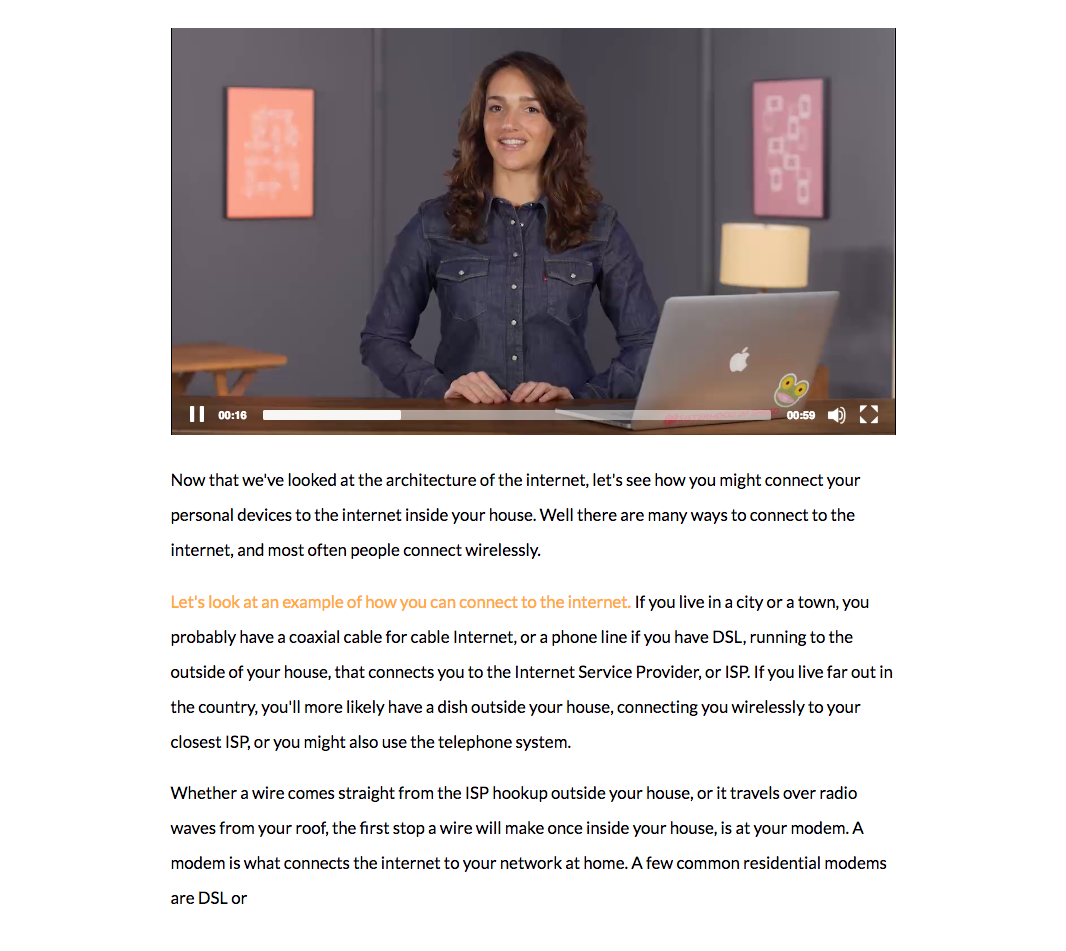 00:16
00:59
Now that we've looked at the architecture of the internet, let's see how you might connect your
personal devices to the internet inside your house. Well there are many ways to connect to the
internet, and most often people connect wirelessly.
Let's look at an example of how you can connect to the internet. If you live in a city or a town, you
probably have a coaxial cable for cable Internet, or a phone line if you have DSL, running to the
outside of your house, that connects you to the Internet Service Provider, or ISP. If you live far out in
the country, you'll more likely have a dish outside your house, connecting you wirelessly to your
closest ISP, or you might also use the telephone system.
Whether a wire comes straight from the ISP hookup outside your house, or it travels over radio
waves from your roof, the first stop a wire will make once inside your house, is at your modem. A
modem is what connects the internet to your network at home. A few common residential modems
are DSL or